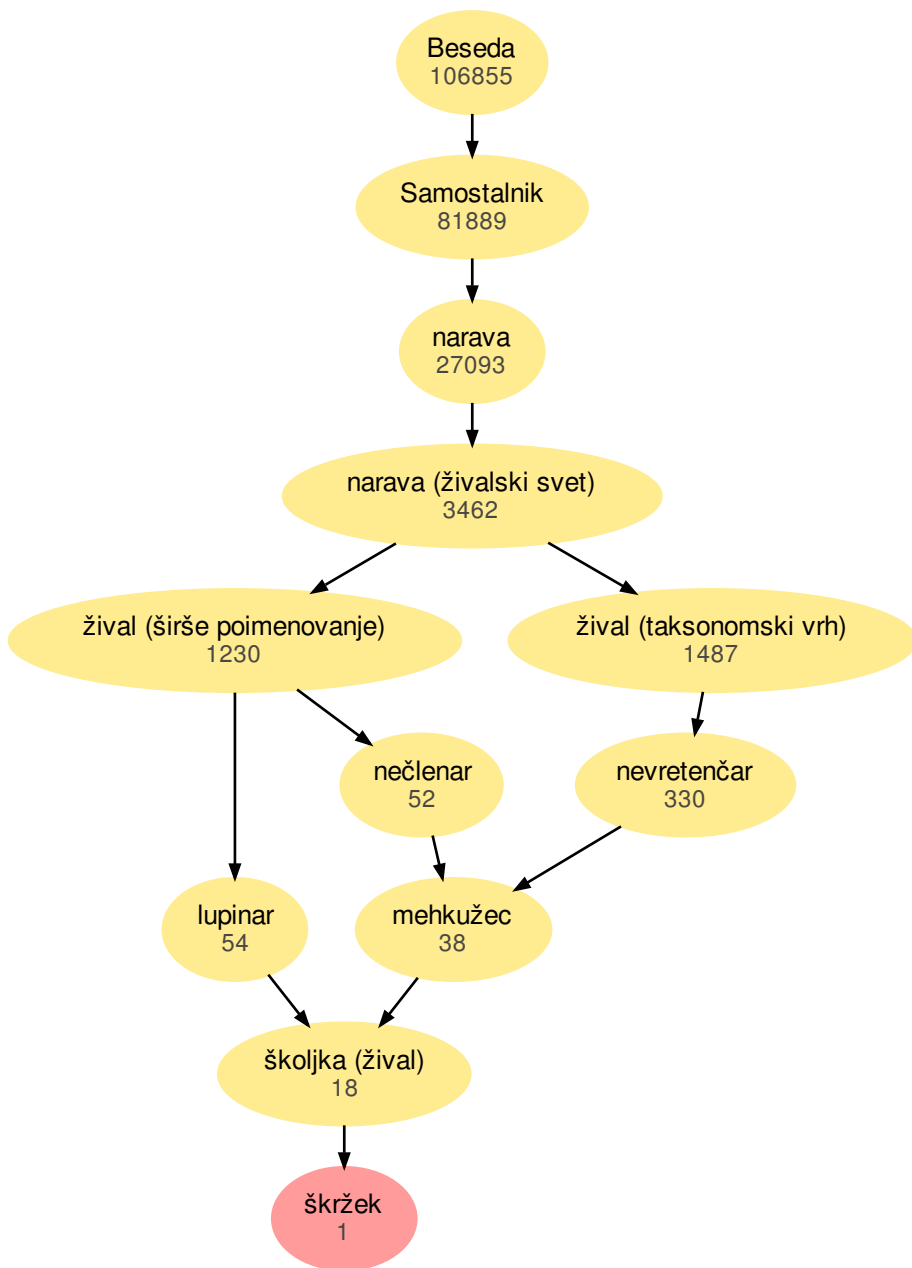 Beseda
106855
Samostalnik
81889
narava
27093
narava (živalski svet)
3462
žival (širše poimenovanje)
1230
žival (taksonomski vrh)
1487
nečlenar
52
nevretenčar
330
lupinar
54
mehkužec
38
školjka (žival)
18
škržek
1